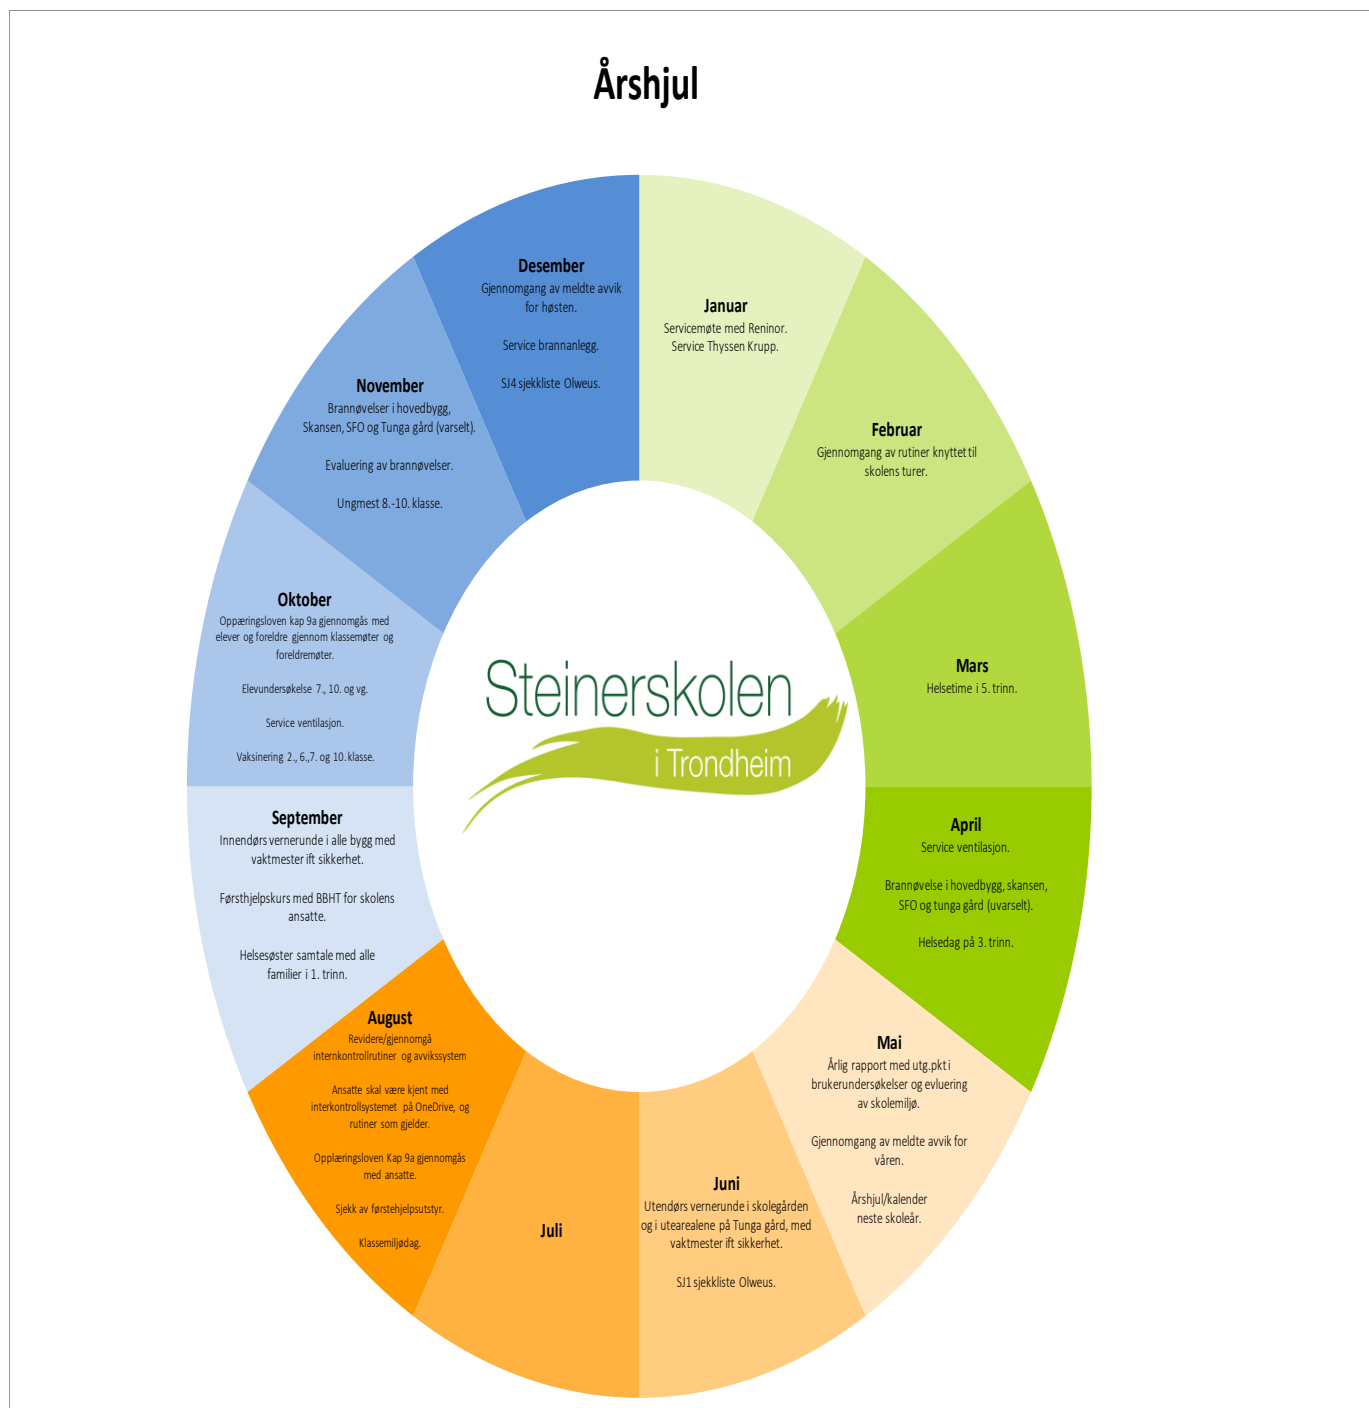 Årshjul
Januar
Servicemøte med Reninor.
Service Thyssen Krupp.
Februar
Gjennomgang av rutiner knyttet til
skolens turer.
Mars
Helsetime i 5. trinn.
April
Service ventilasjon.
Brannøvelse i hovedbygg, skansen,
SFO og tunga gård (uvarselt).
Helsedag på 3. trinn.
Mai
Årlig rapport med utg.pkt i
brukerundersøkelser og evluering
av skolemiljø.
Gjennomgang av meldte avvik for
våren.
Årshjul/kalender
neste skoleår.
Juni
Utendørs vernerunde i skolegården
og i utearealene på Tunga gård, med
vaktmester ift sikkerhet.
SJ1 sjekkliste Olweus.
Juli
August
Revidere/gjennomgå
internkontrollrutiner og avvikssystem
Ansatte skal være kjent med
interkontrollsystemet på OneDrive, og
rutiner som gjelder.
Opplæringsloven Kap 9a gjennomgås
med ansatte.
Sjekk av førstehjelpsutstyr.
Klassemiljødag.
September
Innendørs vernerunde i alle bygg med
vaktmester ift sikkerhet.
Førsthjelpskurs med BBHT for skolens
ansatte.
Helsesøster samtale med alle
familier i 1. trinn.
Oktober
Oppæringsloven kap 9a gjennomgås med
elever og foreldre gjennom klassemøter og
foreldremøter.
Elevundersøkelse 7., 10. og vg.
Service ventilasjon.
Vaksinering 2., 6.,7. og 10. klasse.
November
Brannøvelser i hovedbygg,
Skansen, SFO og Tunga gård (varselt).
Evaluering av brannøvelser.
Ungmest 8.-10. klasse.
Desember
Gjennomgang av meldte avvik
for høsten.
Service brannanlegg.
SJ4 sjekkliste Olweus.
Steinerskolen
i Trondheim